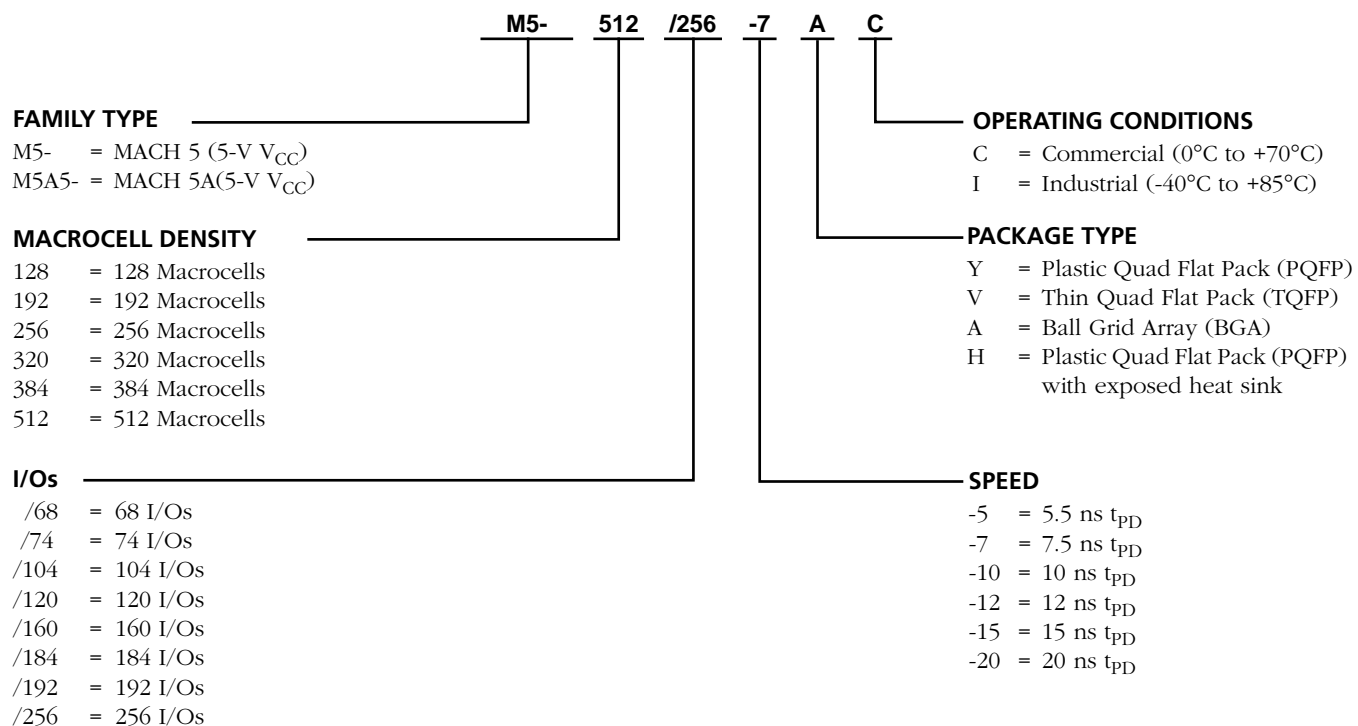 M5- 512 /256 -7 A C
FAMILY TYPE
M5- = MACH 5 (5-V VCC)
M5A5- = MACH 5A(5-V VCC)
MACROCELL DENSITY
128 = 128 Macrocells
192 = 192 Macrocells
256 = 256 Macrocells
320 = 320 Macrocells
384 = 384 Macrocells
512 = 512 Macrocells
I/Os
/68 = 68 I/Os
/74 = 74 I/Os
/104 = 104 I/Os
/120 = 120 I/Os
/160 = 160 I/Os
/184 = 184 I/Os
/192 = 192 I/Os
/256 = 256 I/Os
OPERATING CONDITIONS
C = Commercial (0°C to +70°C)
I = Industrial (-40°C to +85°C)
PACKAGE TYPE
Y = Plastic Quad Flat Pack (PQFP)
V = Thin Quad Flat Pack (TQFP)
A = Ball Grid Array (BGA)
H = Plastic Quad Flat Pack (PQFP)
with exposed heat sink
SPEED
-5 = 5.5 ns tPD
-7 = 7.5 ns tPD
-10 = 10 ns tPD
-12 = 12 ns tPD
-15 = 15 ns tPD
-20 = 20 ns tPD